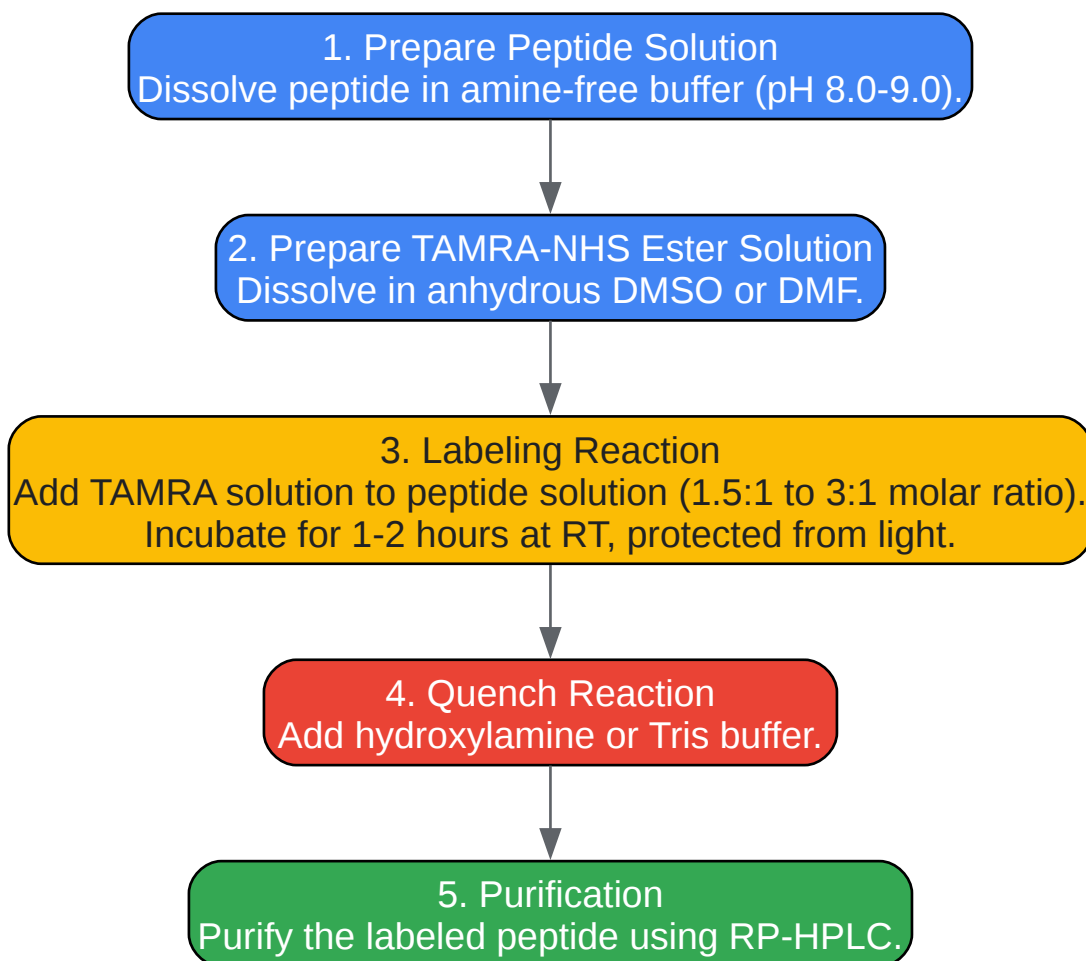 1. Prepare Peptide Solution
Dissolve peptide in amine-free buffer (pH 8.0-9.0).
2. Prepare TAMRA-NHS Ester Solution
Dissolve in anhydrous DMSO or DMF.
3. Labeling Reaction
Add TAMRA solution to peptide solution (1.5:1 to 3:1 molar ratio).
Incubate for 1-2 hours at RT, protected from light.
4. Quench Reaction
Add hydroxylamine or Tris buffer.
5. Purification
Purify the labeled peptide using RP-HPLC.